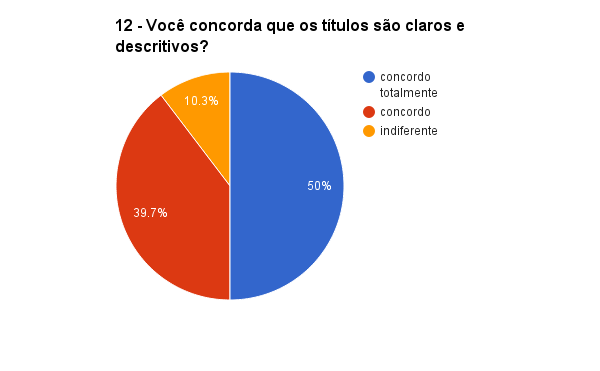 12 - Você concorda que os títulos são claros e
descritivos?
concordo
totalmente
concordo
indiferente
10.3%
50%
39.7%